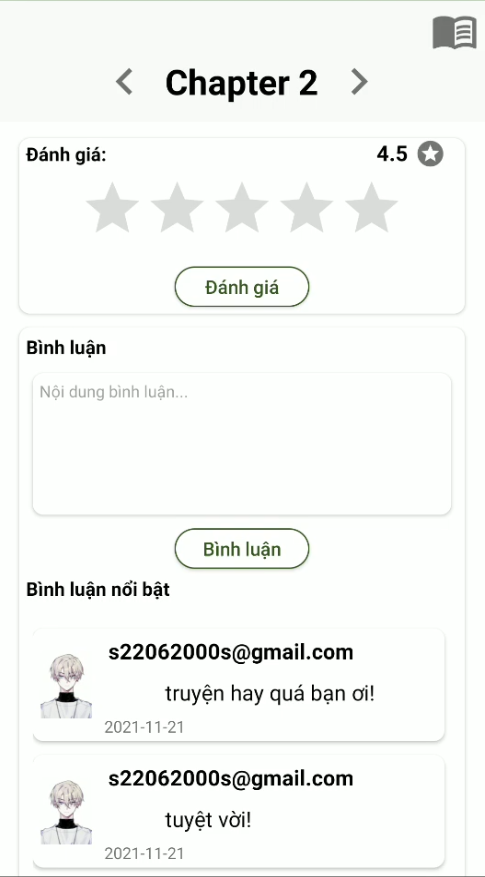 Chapter 2
Đánh giá: 4.5
Đánh giá
Bình luận
Nội dung bình luận...
Bình luận
Bình luận nổi bật
s22062000s@gmail.com
truyện hay quá bạn ơi!
2021-11-21
s22062000s@gmail.com
tuyệt vời!
2021-11-21